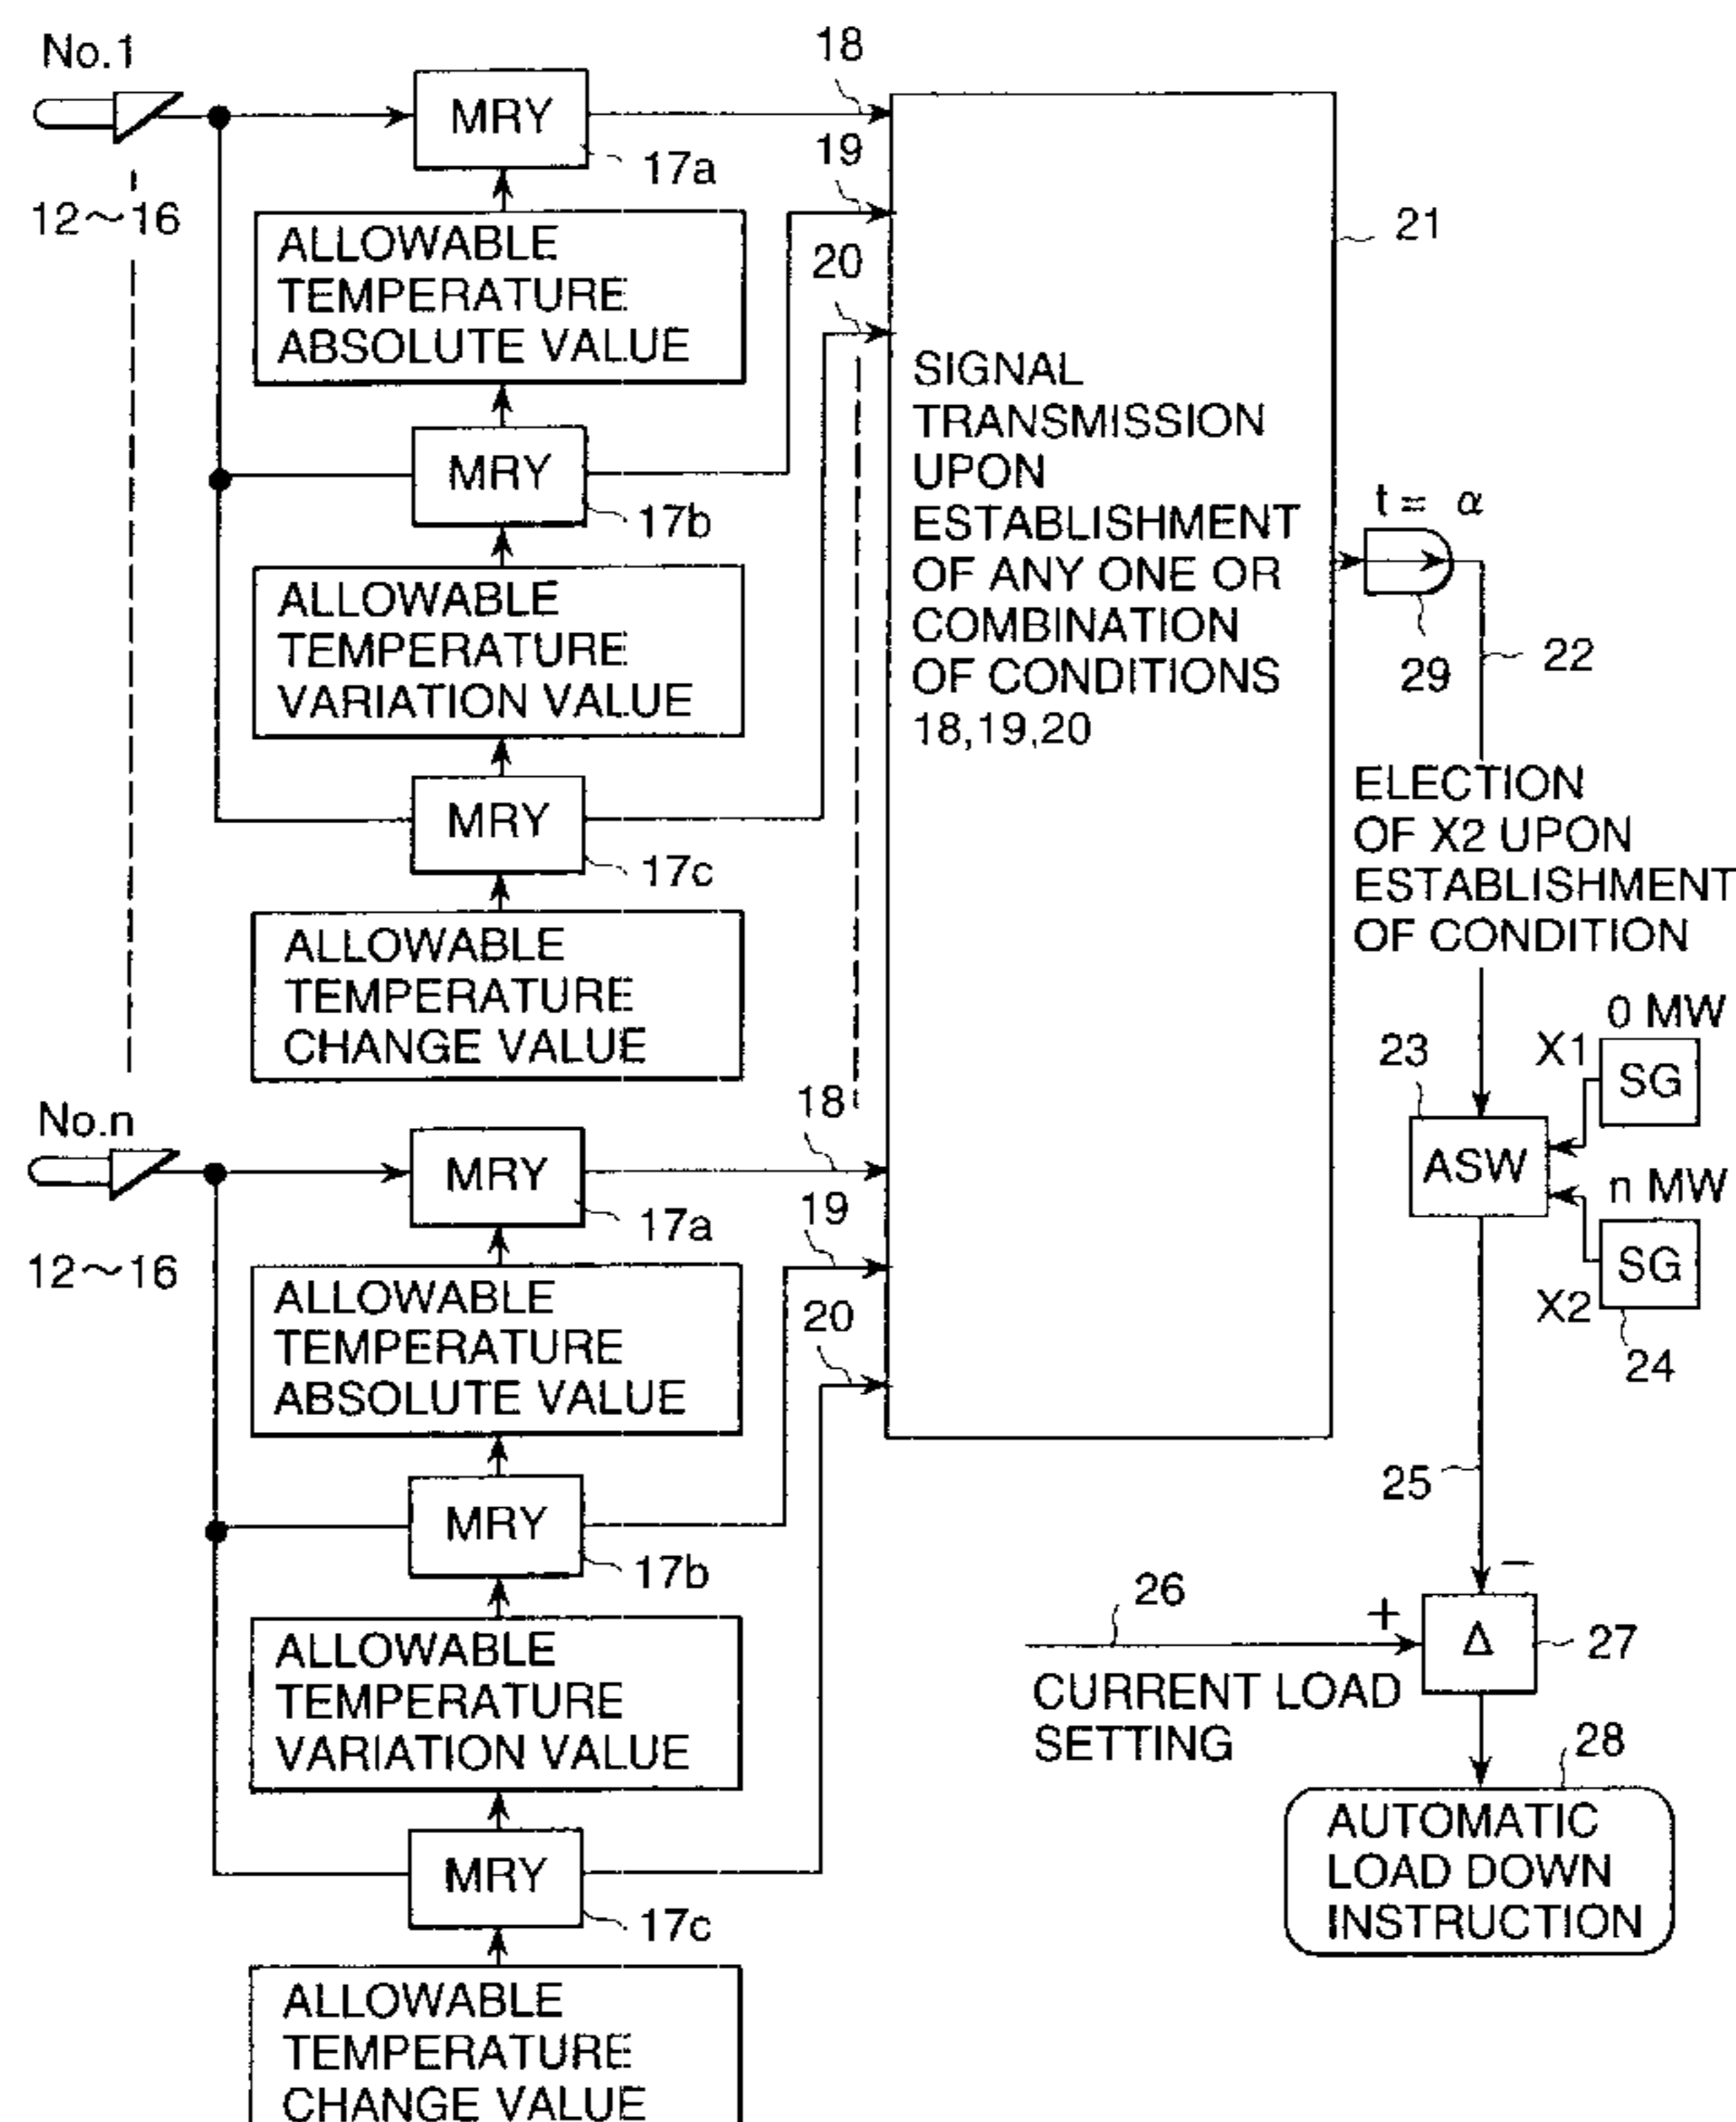 No.1
12~16
MRY
17a
ALLOWABLE
TEMPERATURE
ABSOLUTE VALUE
MRY
17b
ALLOWABLE
TEMPERATURE
VARIATION VALUE
MRY
17c
ALLOWABLE
TEMPERATURE
CHANGE VALUE
18
19
20
No.n
12~16
MRY
17a
ALLOWABLE
TEMPERATURE
ABSOLUTE VALUE
MRY
17b
ALLOWABLE
TEMPERATURE
VARIATION VALUE
MRY
17c
ALLOWABLE
TEMPERATURE
CHANGE VALUE
18
19
20
21
SIGNAL
TRANSMISSION
UPON
ESTABLISHMENT
OF ANY ONE OR
COMBINATION
OF CONDITIONS
18,19,20
t = α
29
22
ELECTION
OF X2 UPON
ESTABLISHMENT
OF CONDITION
0 MW
X1
SG
23
ASW
n MW
SG
X2
24
25
−
26
+
Δ
27
CURRENT LOAD
SETTING
28
AUTOMATIC
LOAD DOWN
INSTRUCTION